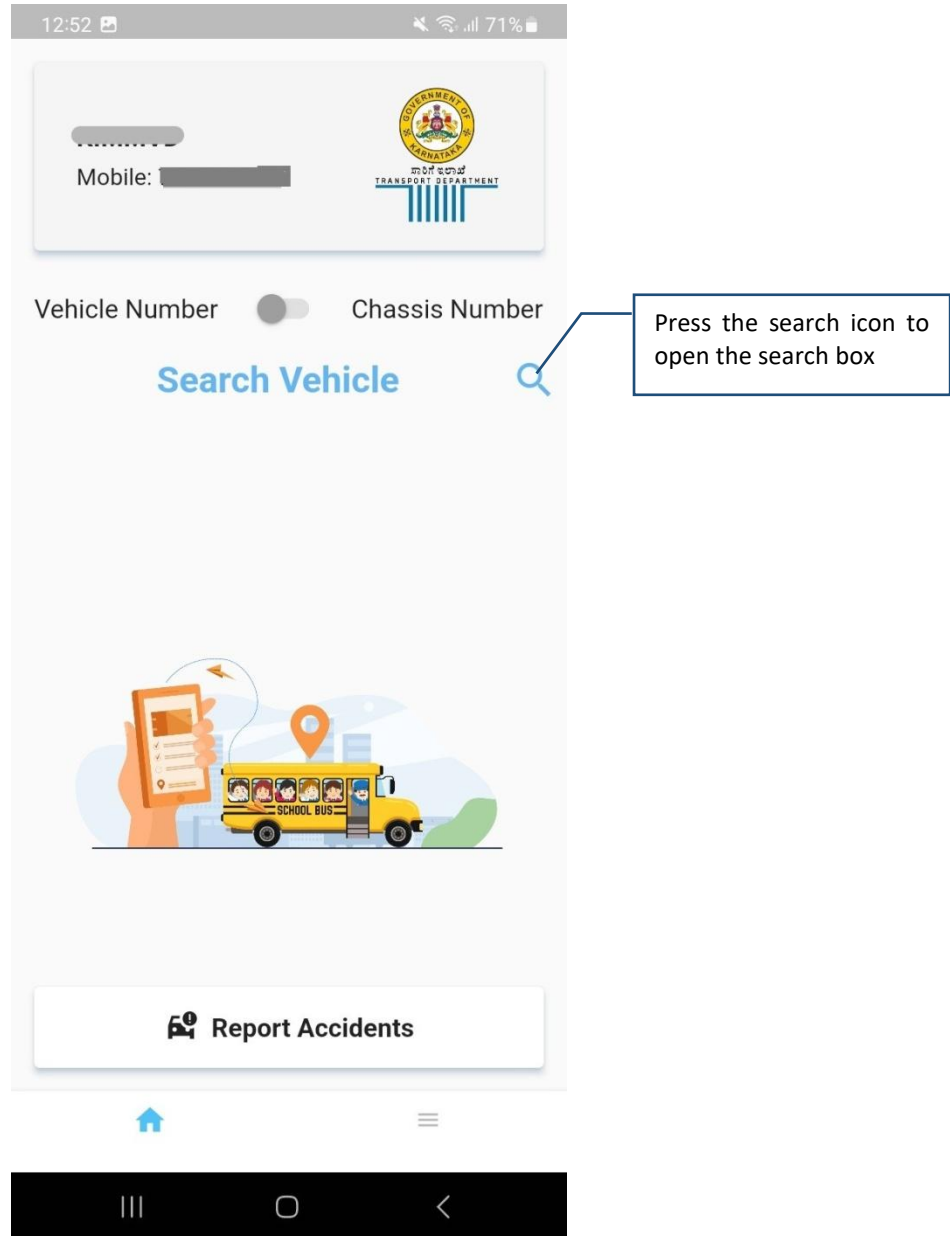 12:52 71%
Mobile:
GOVERNMENT OF KARNATAKA
ಸಾರಿಗೆ ಇಲಾಖೆ
TRANSPORT DEPARTMENT
Vehicle Number Chassis Number
Press the search icon to
open the search box
Search Vehicle
SCHOOL BUS
Report Accidents